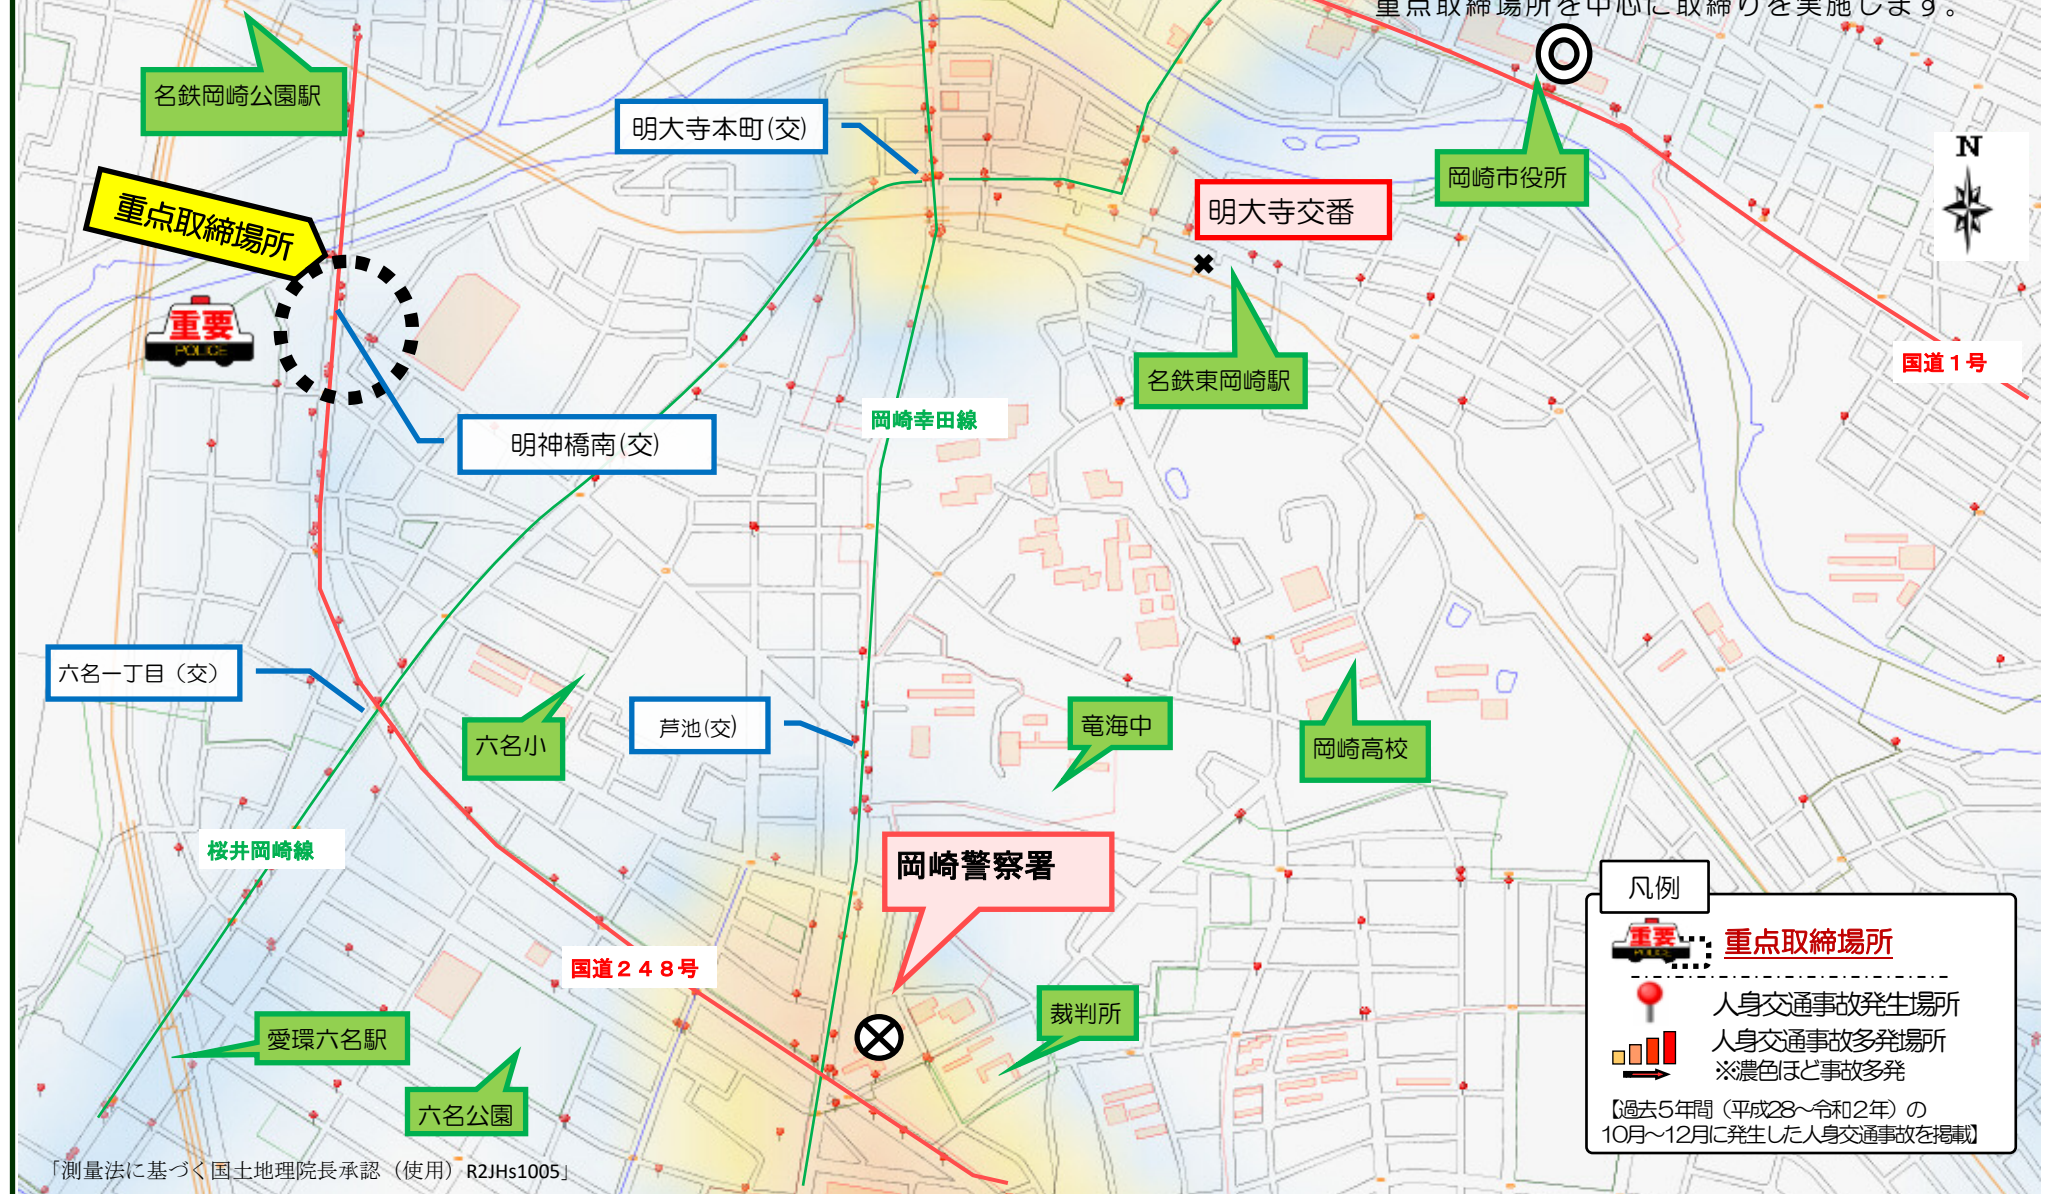 重点取締場所を中心に取締りを実施します。
名鉄岡崎公園駅
明大寺本町(交)
岡崎市役所
N
明大寺交番
重点取締場所
重要
POLICE
国道1号
名鉄東岡崎駅
岡崎幸田線
明神橋南(交)
六名一丁目(交)
六名小
芦池(交)
竜海中
岡崎高校
桜井岡崎線
岡崎警察署
国道248号
裁判所
愛環六名駅
六名公園
凡例
重要
POLICE
重点取締場所
人身交通事故発生場所
人身交通事故多発場所
※濃色ほど事故多発
【過去5年間(平成28~令和2年)の
10月~12月に発生した人身交通事故を掲載】
「測量法に基づく国土地理院長承認(使用)R2JHs1005」